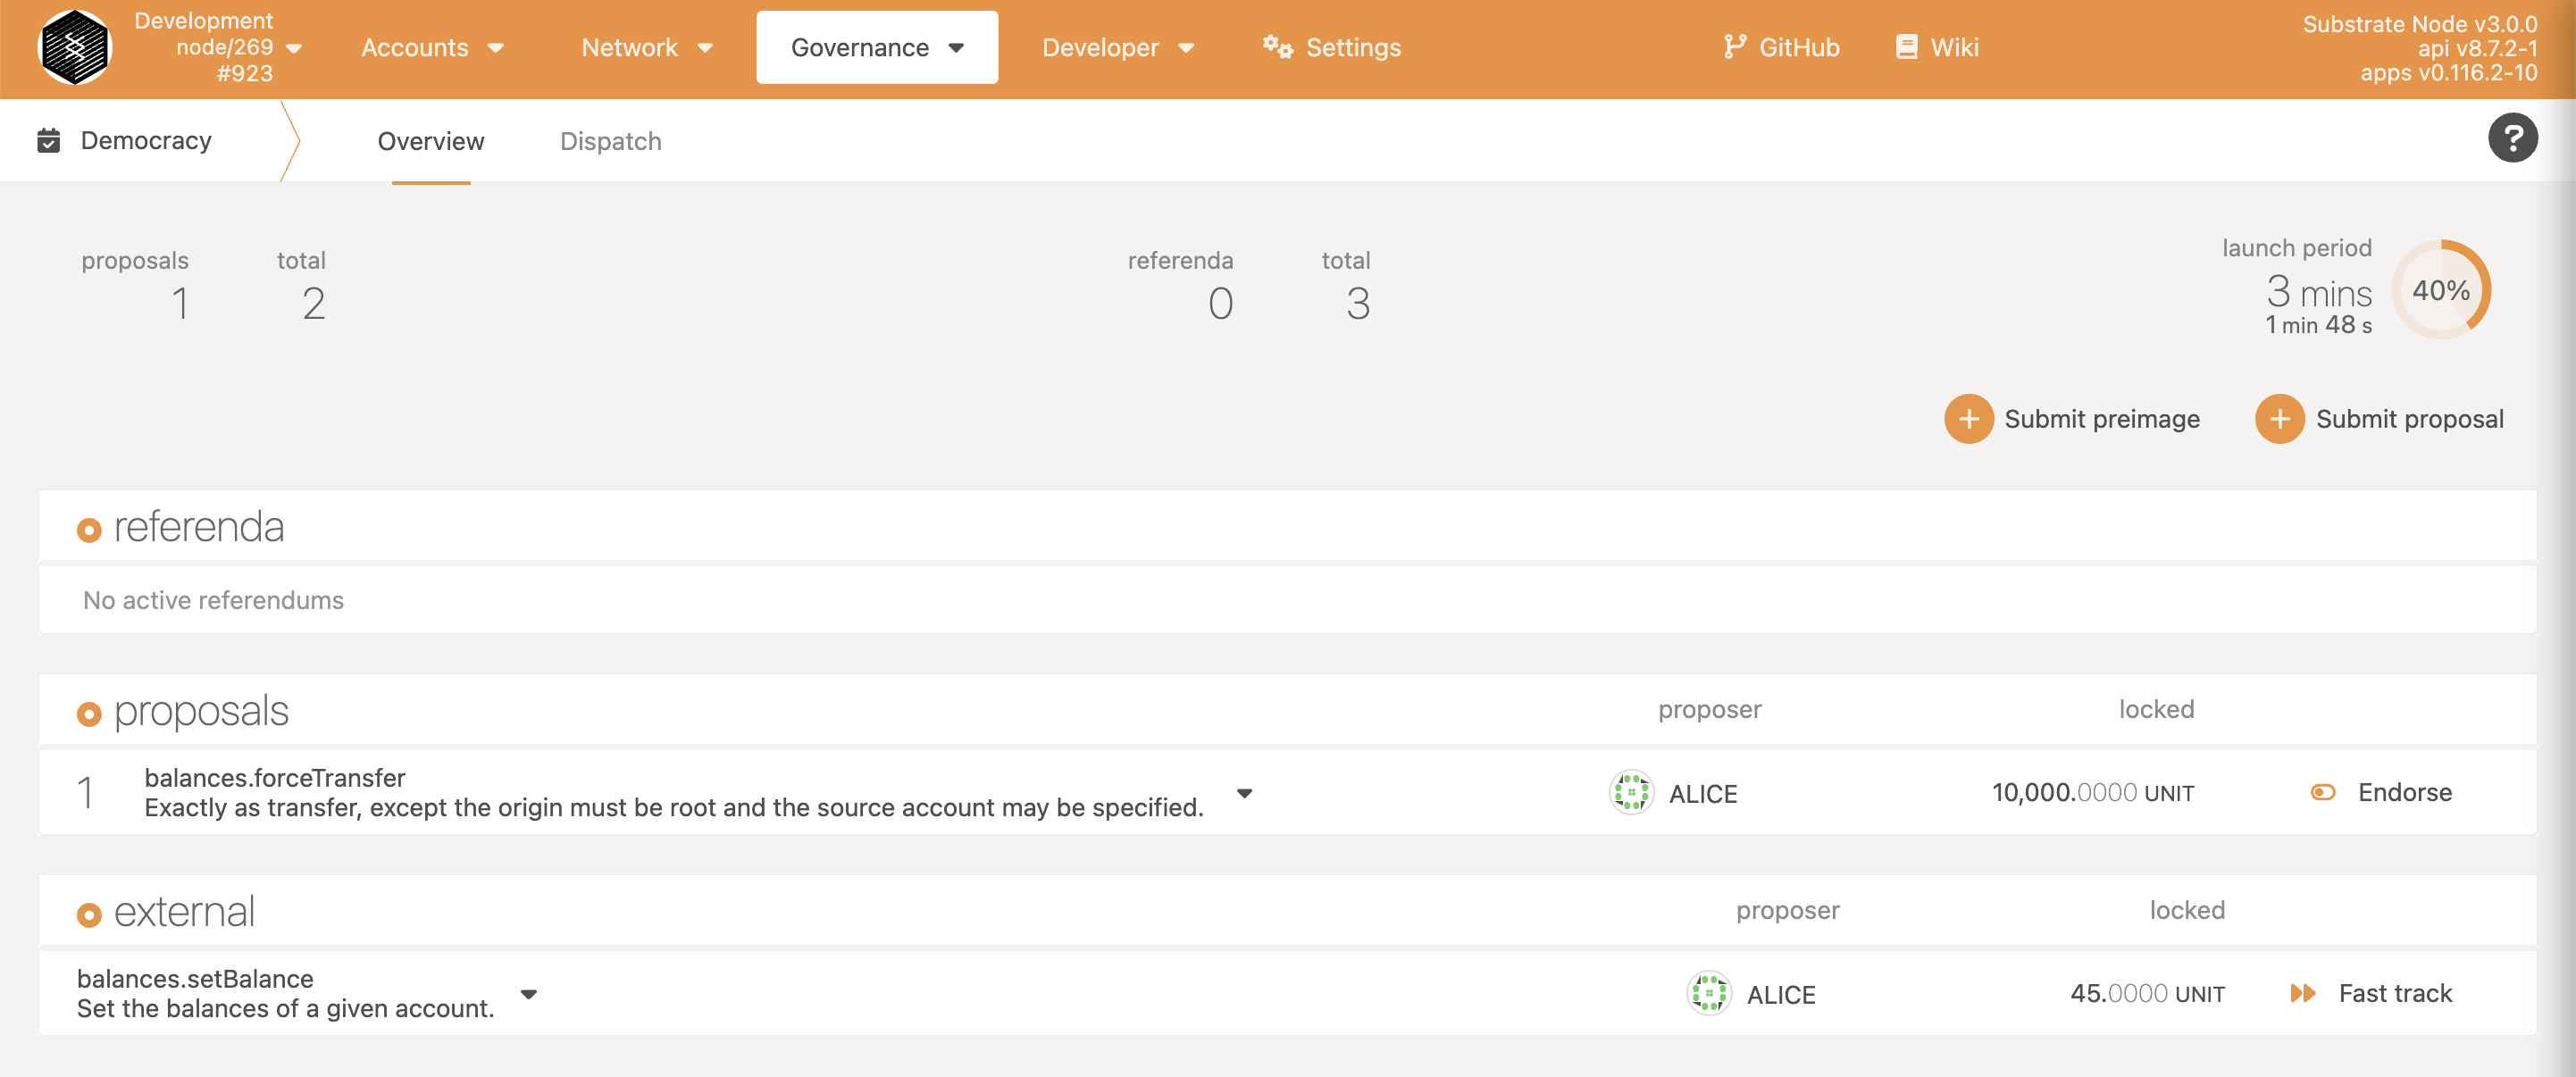 Development
node/269
#923
Accounts
Network
Governance
Developer
Settings
GitHub
Wiki
Substrate Node v3.0.0
api v8.7.2-1
apps v0.116.2-10
Democracy
Overview
Dispatch
?
proposals
1
total
2
referenda
0
total
3
launch period
3 mins
1 min 48 s
40%
Submit preimage
Submit proposal
referenda
No active referendums
proposals proposer locked
1 balances.forceTransfer
Exactly as transfer, except the origin must be root and the source account may be specified.
ALICE
10,000.0000 UNIT
Endorse
external proposer locked
balances.setBalance
Set the balances of a given account.
ALICE
45.0000 UNIT
Fast track